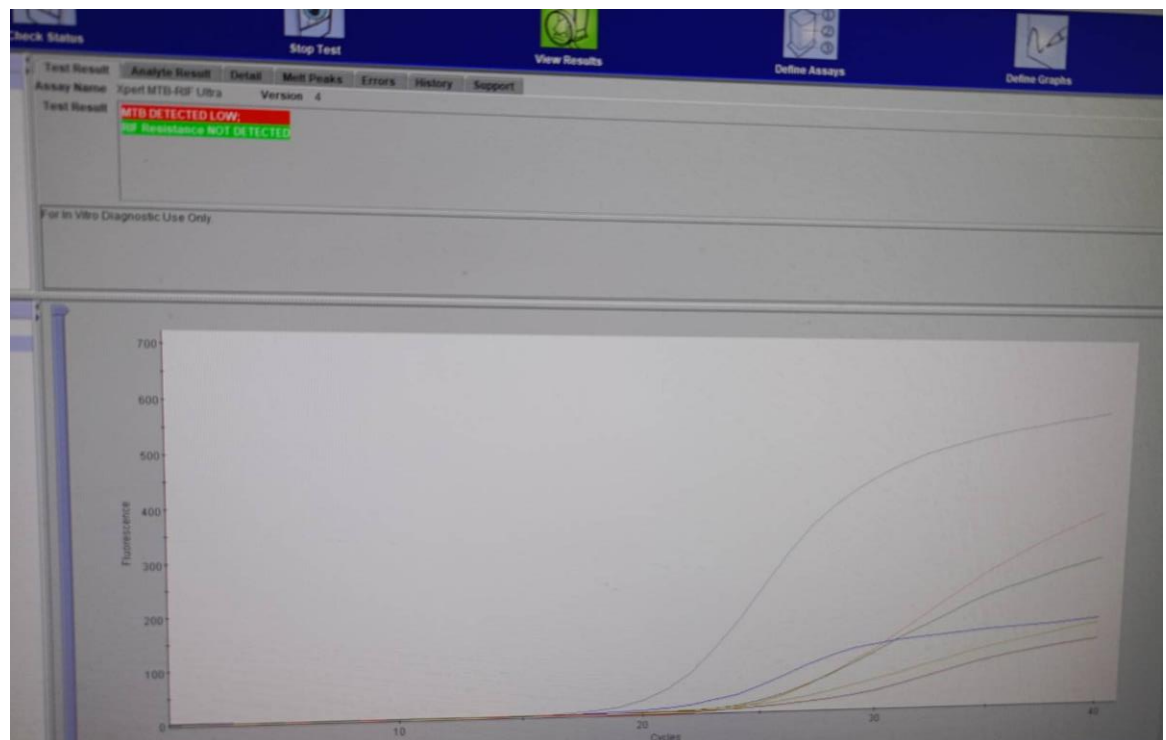 Check Status
Stop Test
View Results
Define Assays
Define Graphs
Test Result Analyte Result Detail Melt Peaks Errors History Support
Assay Name Xpert MTB-RIF Ultra Version 4
Test Result MTB DETECTED LOW;
RIF Resistance NOT DETECTED
For In Vitro Diagnostic Use Only.
700
600
500
400
300
200
100
0
Fluorescence
10 20 30 40
Cycles